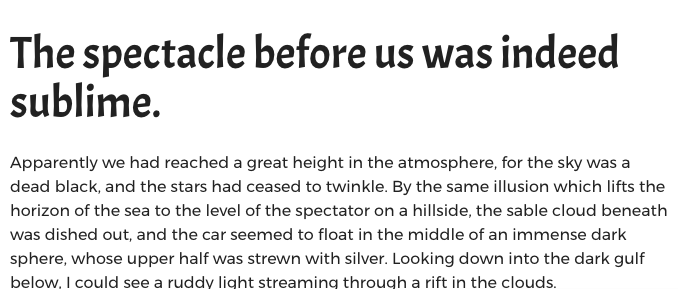 The spectacle before us was indeed
sublime.
Apparently we had reached a great height in the atmosphere, for the sky was a
dead black, and the stars had ceased to twinkle. By the same illusion which lifts the
horizon of the sea to the level of the spectator on a hillside, the sable cloud beneath
was dished out, and the car seemed to float in the middle of an immense dark
sphere, whose upper half was strewn with silver. Looking down into the dark gulf
below, I could see a ruddy light streaming through a rift in the clouds.